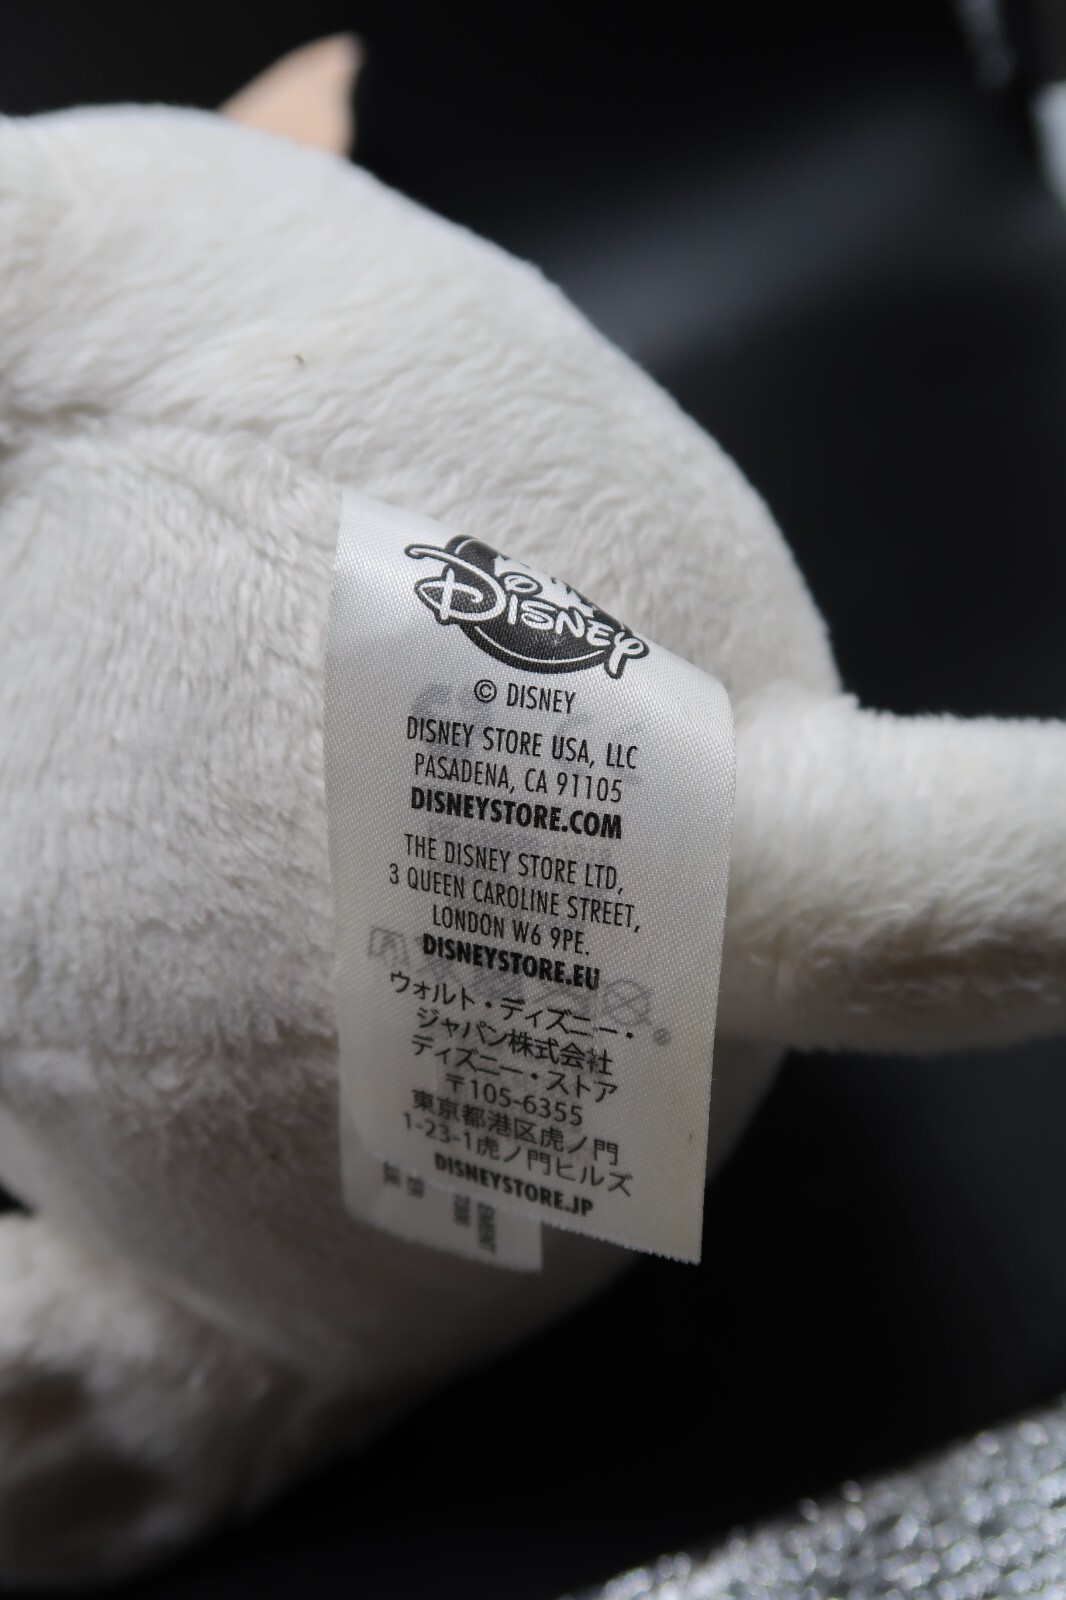 DISNEY
© DISNEY
DISNEY STORE USA, LLC
PASADENA, CA 91105
DISNEYSTORE.COM
THE DISNEY STORE LTD,
3 QUEEN CAROLINE STREET,
LONDON W6 9PE.
DISNEYSTORE.EU
ウォルト・ディズニー・
ジャパン株式会社
ディズニー・ストア
〒105-6355
東京都港区虎ノ門
1-23-1虎ノ門ヒルズ
DISNEYSTORE.JP